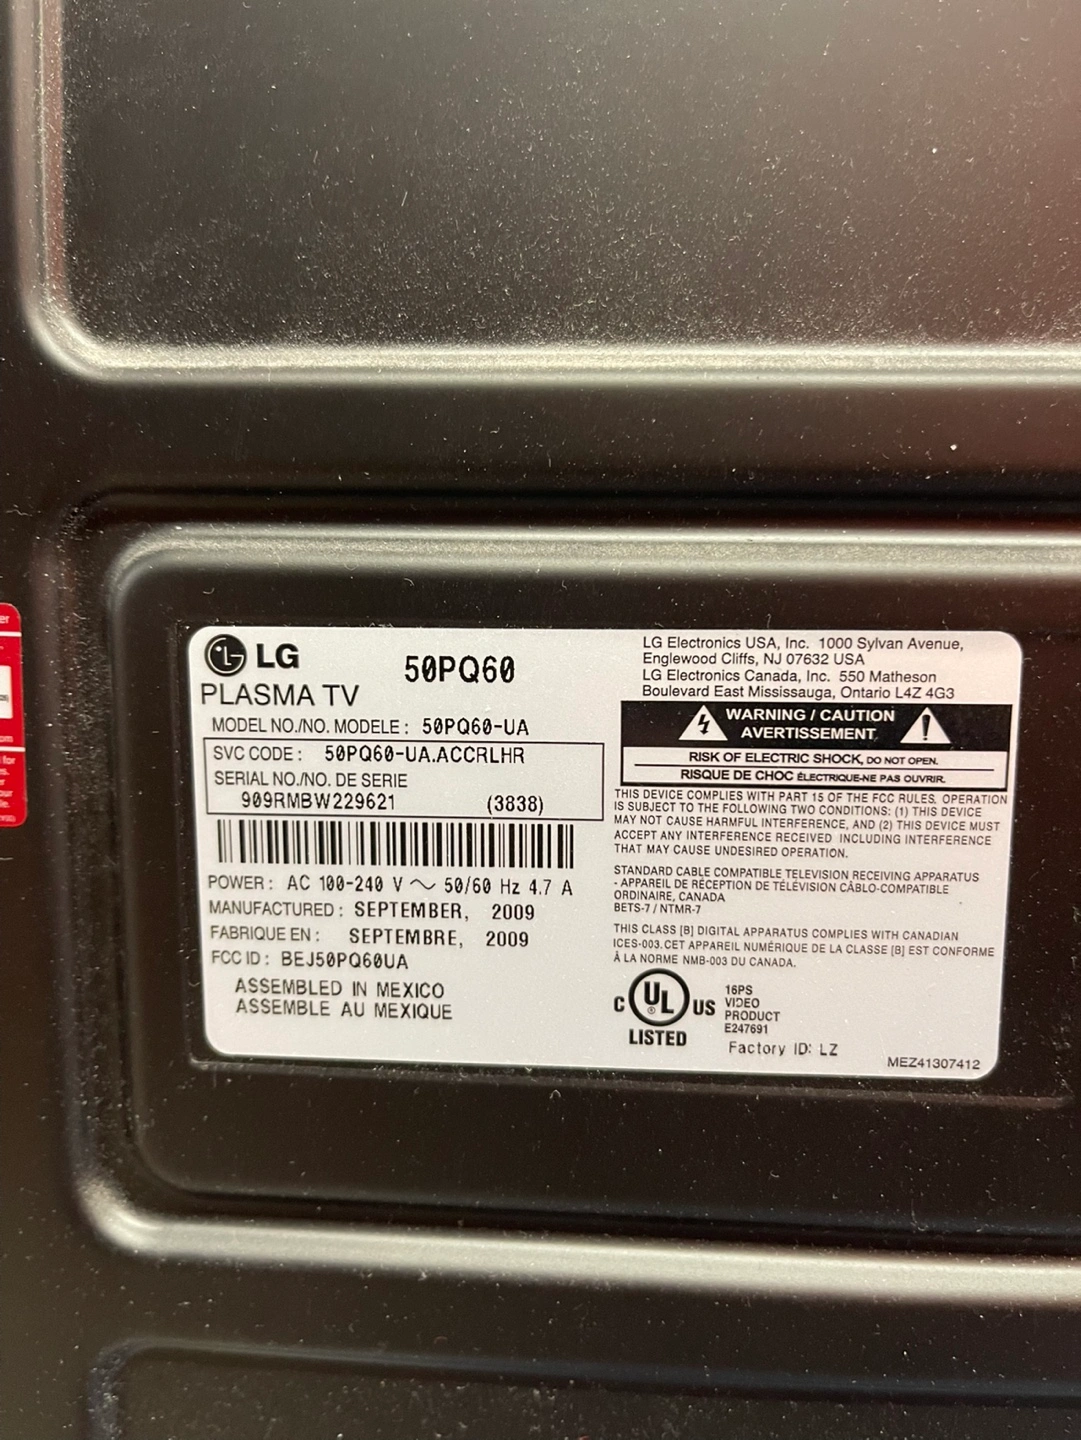 LG
50PQ60
PLASMA TV
MODEL NO./NO. MODELE : 50PQ60-UA
SVC CODE : 50PQ60-UA.ACCRLHR
SERIAL NO./NO. DE SERIE
909RMBW229621 (3838)
POWER : AC 100-240 V ～ 50/60 Hz 4.7 A
MANUFACTURED : SEPTEMBER, 2009
FABRIQUE EN : SEPTEMBRE, 2009
FCC ID : BEJ50PQ60UA
ASSEMBLED IN MEXICO
ASSEMBLE AU MEXIQUE
LG Electronics USA, Inc. 1000 Sylvan Avenue,
Englewood Cliffs, NJ 07632 USA
LG Electronics Canada, Inc. 550 Matheson
Boulevard East Mississauga, Ontario L4Z 4G3
WARNING / CAUTION
AVERTISSEMENT
RISK OF ELECTRIC SHOCK, DO NOT OPEN.
RISQUE DE CHOC ÉLECTRIQUE-NE PAS OUVRIR.
THIS DEVICE COMPLIES WITH PART 15 OF THE FCC RULES. OPERATION
IS SUBJECT TO THE FOLLOWING TWO CONDITIONS: (1) THIS DEVICE
MAY NOT CAUSE HARMFUL INTERFERENCE, AND (2) THIS DEVICE MUST
ACCEPT ANY INTERFERENCE RECEIVED INCLUDING INTERFERENCE
THAT MAY CAUSE UNDESIRED OPERATION.
STANDARD CABLE COMPATIBLE TELEVISION RECEIVING APPARATUS
- APPAREIL DE RÉCEPTION DE TÉLÉVISION CÂBLO-COMPATIBLE
ORDINAIRE, CANADA
BETS-7 / NTMR-7
THIS CLASS [B] DIGITAL APPARATUS COMPLIES WITH CANADIAN
ICES-003. CET APPAREIL NUMÉRIQUE DE LA CLASSE [B] EST CONFORME
À LA NORME NMB-003 DU CANADA.
C UL ® US
LISTED
16PS
VIDEO
PRODUCT
E247691
Factory ID: LZ
MEZ41307412